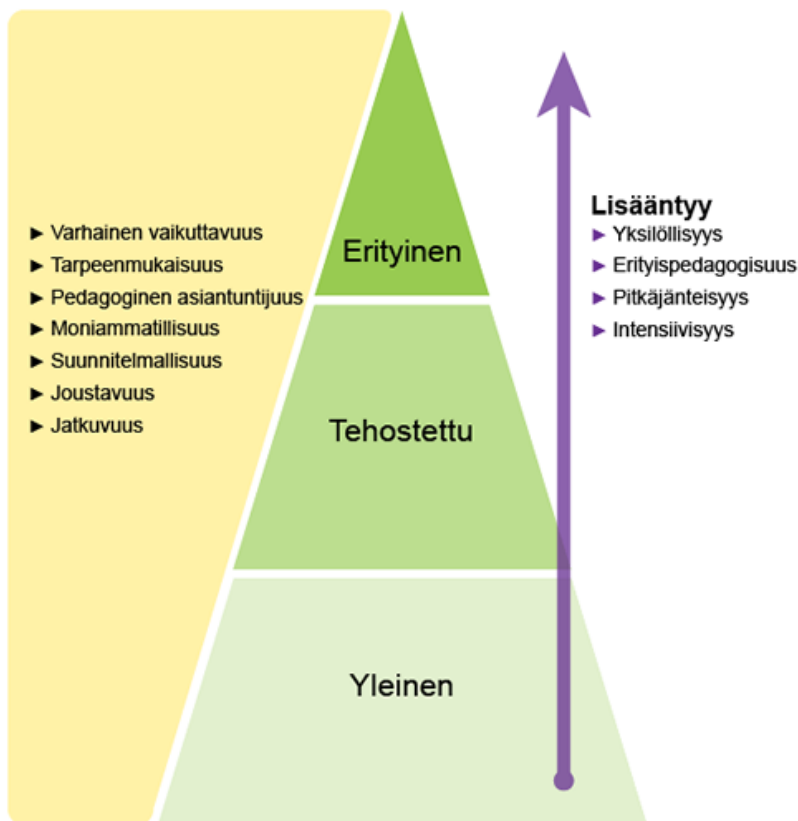 ► Varhainen vaikuttavuus
► Tarpeenmukaisuus
► Pedagoginen asiantuntijuus
► Moniammatillisuus
► Suunnitelmallisuus
► Joustavuus
► Jatkuvuus
Erityinen
Tehostettu
Yleinen
Lisääntyy
► Yksilöllisyys
► Erityispedagogisuus
► Pitkäjänteisyys
► Intensiivisyys